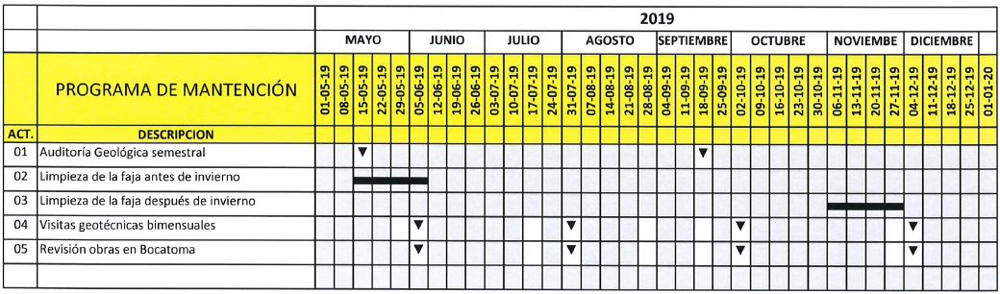 2019
MAYO JUNIO JULIO AGOSTO SEPTIEMBRE OCTUBRE NOVIEMBRE DICIEMBRE
PROGRAMA DE MANTENCIÓN 01-05-19 08-05-19 15-05-19 22-05-19 29-05-19 05-06-19 12-06-19 19-06-19 26-06-19 03-07-19 10-07-19 17-07-19 24-07-19 31-07-19 07-08-19 14-08-19 21-08-19 28-08-19 04-09-19 11-09-19 18-09-19 25-09-19 02-10-19 09-10-19 16-10-19 23-10-19 30-10-19 06-11-19 13-11-19 20-11-19 27-11-19 04-12-19 11-12-19 18-12-19 25-12-19 01-01-20
ACT. DESCRIPCION
01 Auditoría Geológica semestral
02 Limpieza de la faja antes de invierno
03 Limpieza de la faja después de invierno
04 Visitas geotécnicas bimensuales
05 Revisión obras en Bocatoma